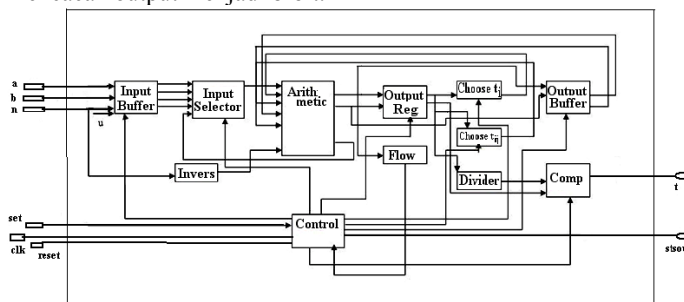 a
b
n
u
Input
Buffer
Input
Selector
Arith
metic
Output
Reg
Choose tj
Output
Buffer
Invers
Flow
Divider
Comp
t
set
clk
reset
Control